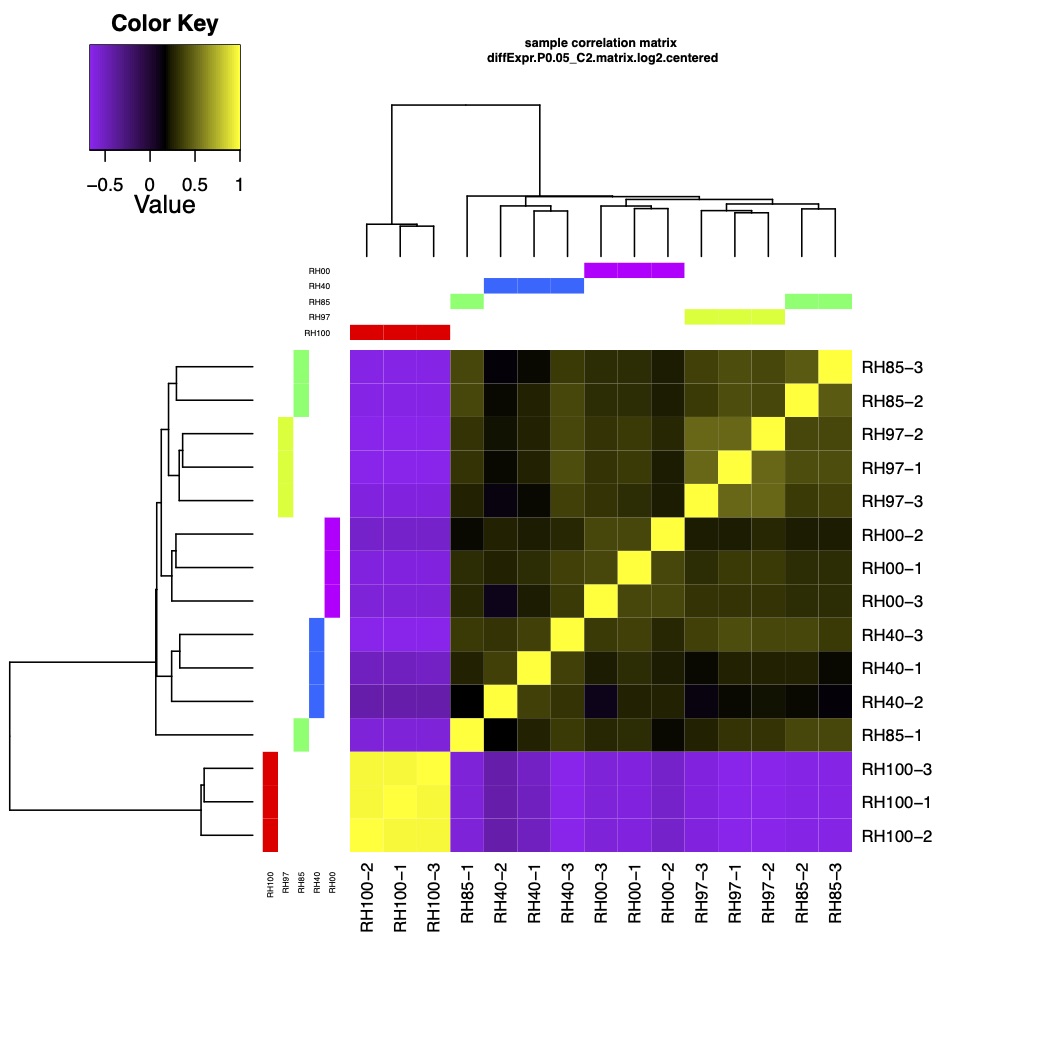 Color Key
−0.5 0 0.5 1
Value
sample correlation matrix
diffExpr.P0.05_C2.matrix.log2.centered
RH00
RH40
RH85
RH97
RH100
RH85−3
RH85−2
RH97−2
RH97−1
RH97−3
RH00−2
RH00−1
RH00−3
RH40−3
RH40−1
RH40−2
RH85−1
RH100−3
RH100−1
RH100−2
RH100
RH97
RH85
RH40
RH00
RH100−2
RH100−1
RH100−3
RH85−1
RH40−2
RH40−1
RH40−3
RH00−3
RH00−1
RH00−2
RH97−3
RH97−1
RH97−2
RH85−2
RH85−3